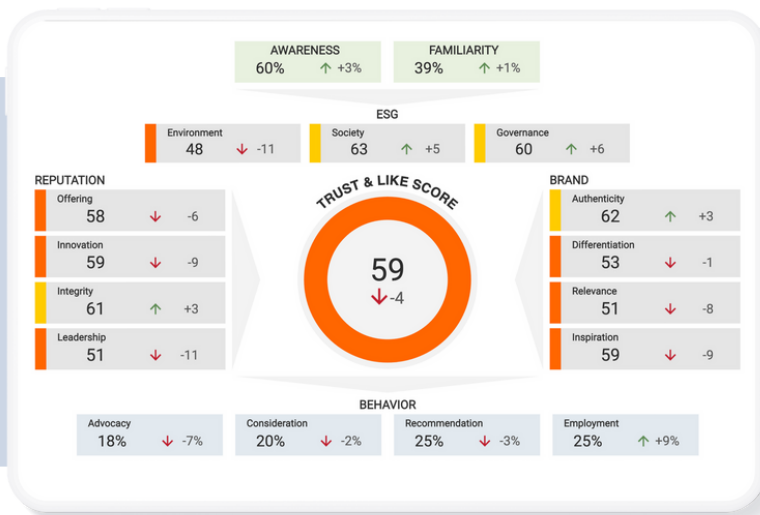 AWARENESS
60% ↑ +3%
FAMILIARITY
39% ↑ +1%
ESG
Environment
48 ↓ -11
Society
63 ↑ +5
Governance
60 ↑ +6
REPUTATION
Offering
58 ↓ -6
Innovation
59 ↓ -9
Integrity
61 ↑ +3
Leadership
51 ↓ -11
TRUST & LIKE SCORE
59
↓ -4
BRAND
Authenticity
62 ↑ +3
Differentiation
53 ↓ -1
Relevance
51 ↓ -8
Inspiration
59 ↓ -9
BEHAVIOR
Advocacy
18% ↓ -7%
Consideration
20% ↓ -2%
Recommendation
25% ↓ -3%
Employment
25% ↑ +9%